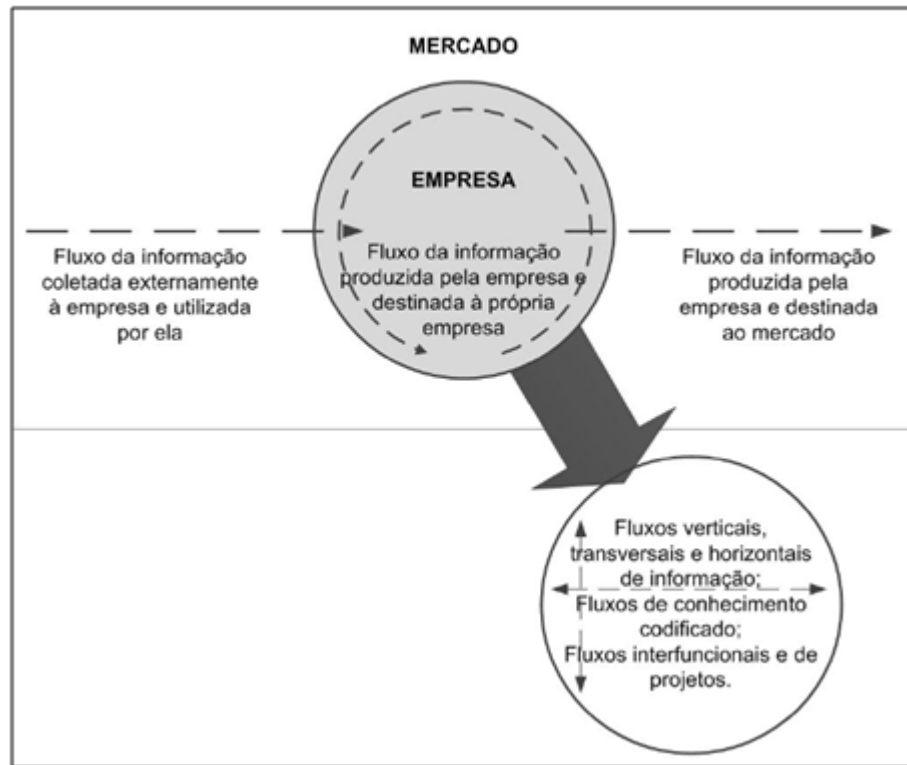 MERCADO
EMPRESA
Fluxo da informação
coletada externamente
à empresa e utilizada
por ela
Fluxo da informação
produzida pela empresa e
destinada à própria
empresa
Fluxo da informação
produzida pela
empresa e destinada
ao mercado
Fluxos verticais,
transversais e horizontais
de informação;
Fluxos de conhecimento
codificado;
Fluxos interfuncionais e de
projetos.